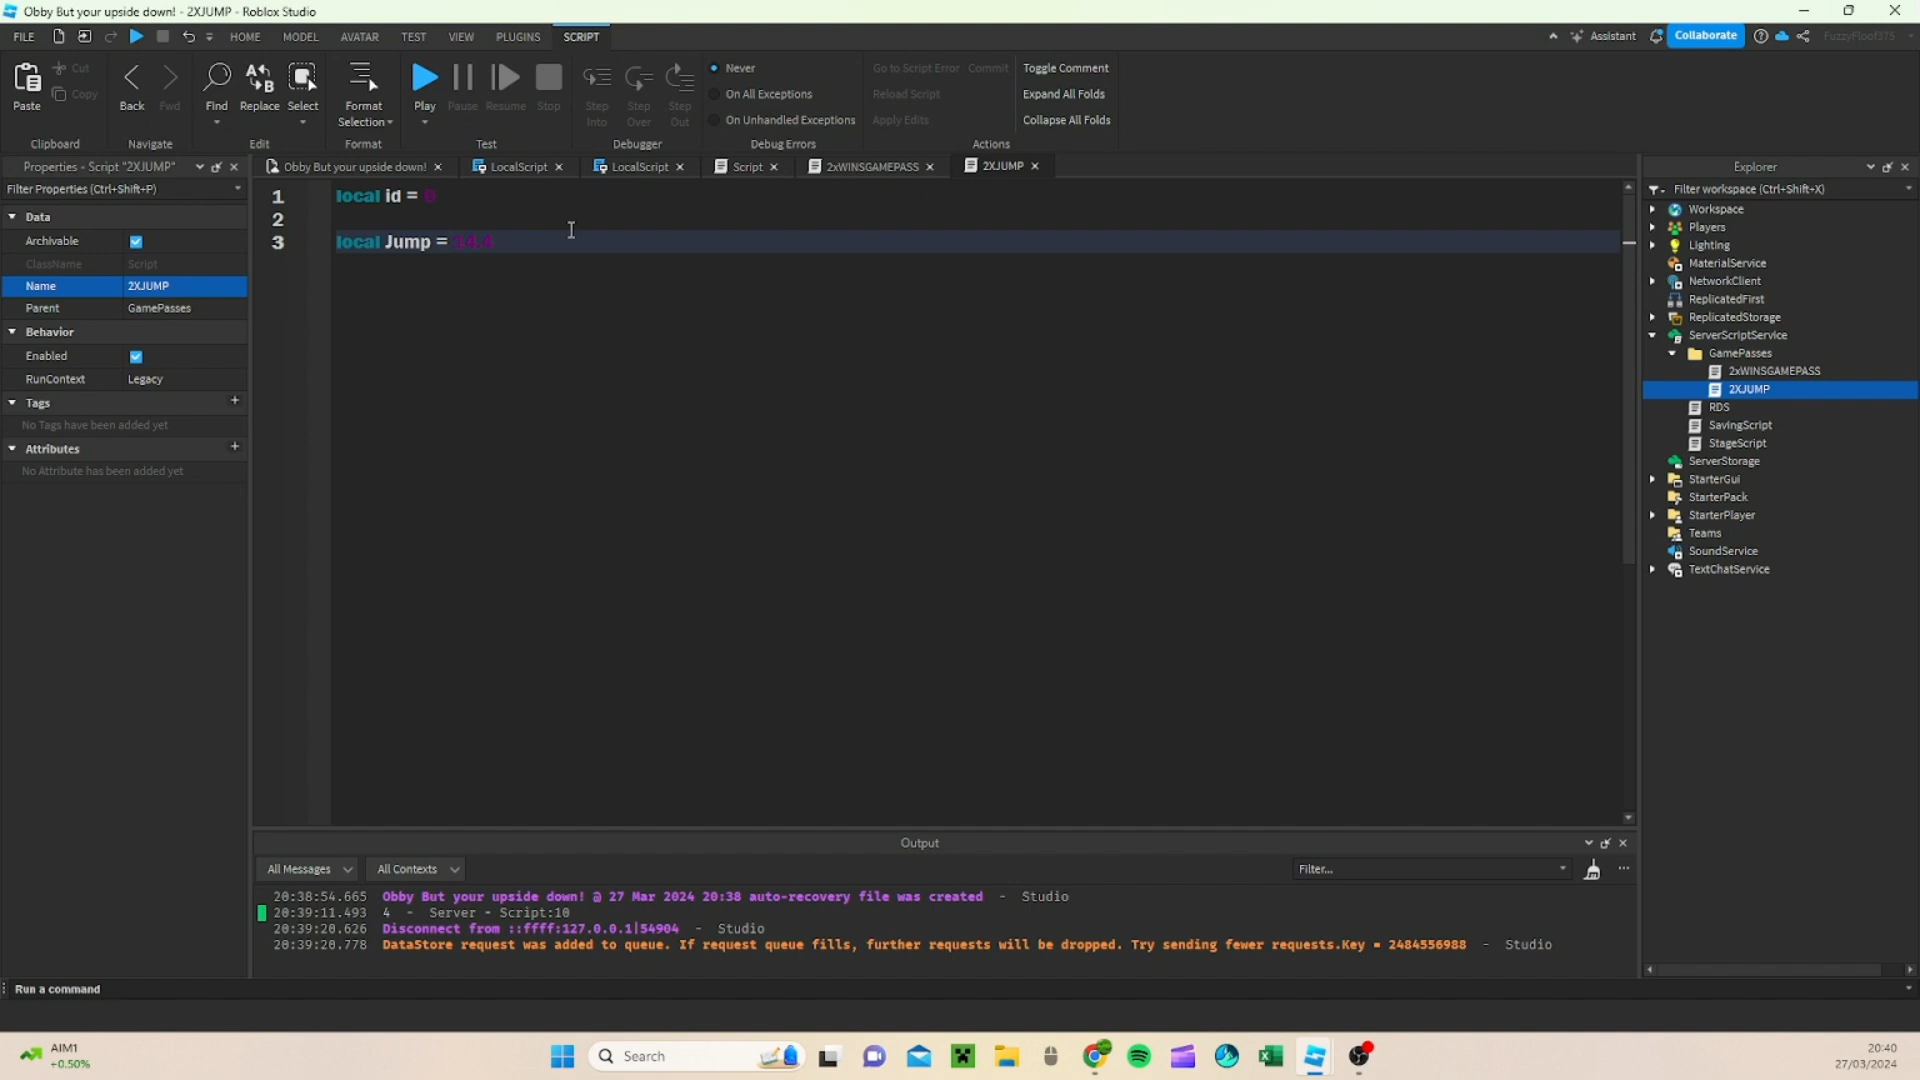 Obby But your upside down! - 2XJUMP - Roblox Studio
FILE HOME MODEL AVATAR TEST VIEW PLUGINS SCRIPT Assistant Collaborate FuzzyFloof375
Paste Cut Copy Back Fwd Find Replace Select Format Selection Play Pause Resume Stop Step Into Step Over Step Out
Never Go to Script Error Commit Toggle Comment
On All Exceptions Reload Script Expand All Folds
On Unhandled Exceptions Apply Edits Collapse All Folds
Clipboard Navigate Edit Format Test Debugger Debug Errors Actions
Properties - Script "2XJUMP" Obby But your upside down! LocalScript LocalScript Script 2xWINSGAMEPASS 2XJUMP Explorer
Filter Properties (Ctrl+Shift+P)
Data
Archivable
ClassName Script
Name 2XJUMP
Parent GamePasses
Behavior
Enabled
RunContext Legacy
Tags
No Tags have been added yet
Attributes
No Attribute has been added yet
1 local id = 0
2
3 local Jump = 14.4
Filter workspace (Ctrl+Shift+X)
Workspace
Players
Lighting
MaterialService
NetworkClient
ReplicatedFirst
ReplicatedStorage
ServerScriptService
GamePasses
2xWINSGAMEPASS
2XJUMP
RDS
SavingScript
StageScript
ServerStorage
StarterGui
StarterPack
StarterPlayer
Teams
SoundService
TextChatService
Output
All Messages All Contexts Filter...
20:38:54.665 Obby But your upside down! @ 27 Mar 2024 20:38 auto-recovery file was created - Studio
20:39:11.493 4 - Server - Script:10
20:39:20.626 Disconnect from ::ffff:127.0.0.1|54904 - Studio
20:39:20.778 DataStore request was added to queue. If request queue fills, further requests will be dropped. Try sending fewer requests.Key = 2484556988 - Studio
Run a command
AIM1
+0.50%
Search
20:40
27/03/2024